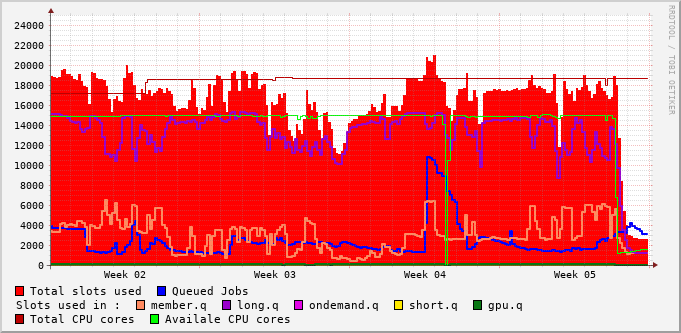 24000
22000
20000
18000
16000
14000
12000
10000
8000
6000
4000
2000
0
Week 02 Week 03 Week 04 Week 05
RRDTOOL / TOBI OETIKER
Total slots used Queued Jobs
Slots used in : member.q long.q ondemand.q short.q gpu.q
Total CPU cores Availale CPU cores